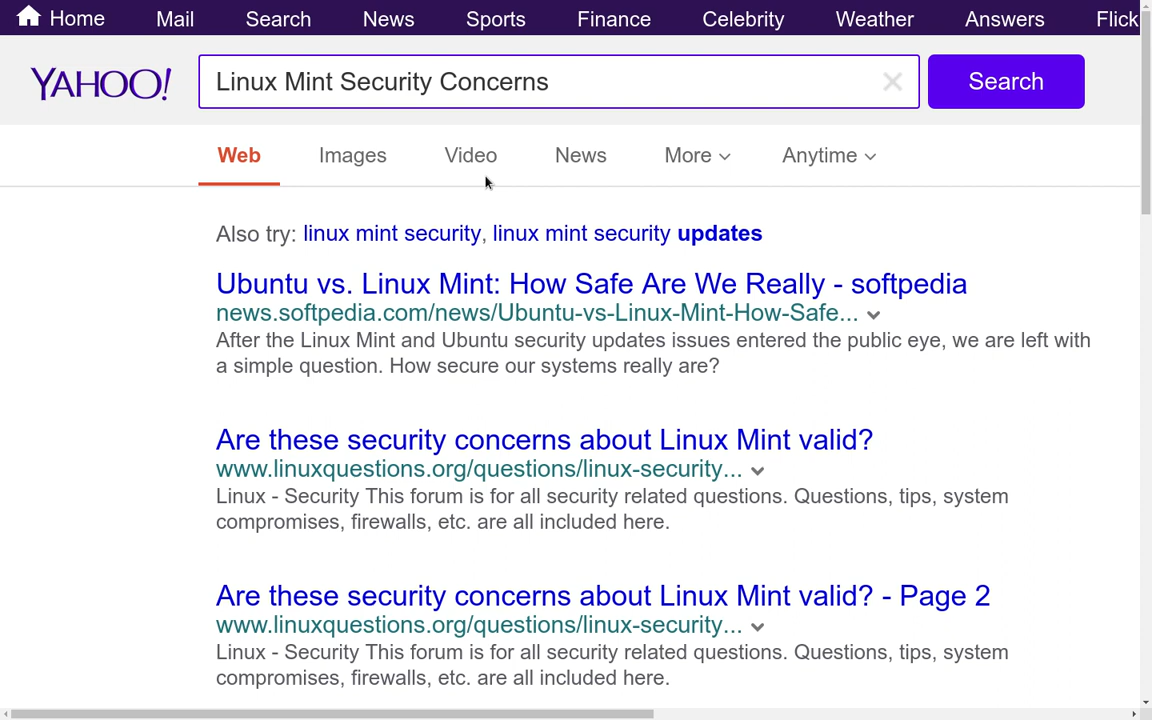 Home Mail Search News Sports Finance Celebrity Weather Answers Flick
YAHOO! Linux Mint Security Concerns Search
Web Images Video News More Anytime
Also try: linux mint security, linux mint security updates
Ubuntu vs. Linux Mint: How Safe Are We Really - softpedia
news.softpedia.com/news/Ubuntu-vs-Linux-Mint-How-Safe...
After the Linux Mint and Ubuntu security updates issues entered the public eye, we are left with
a simple question. How secure our systems really are?
Are these security concerns about Linux Mint valid?
www.linuxquestions.org/questions/linux-security...
Linux - Security This forum is for all security related questions. Questions, tips, system
compromises, firewalls, etc. are all included here.
Are these security concerns about Linux Mint valid? - Page 2
www.linuxquestions.org/questions/linux-security...
Linux - Security This forum is for all security related questions. Questions, tips, system
compromises, firewalls, etc. are all included here.